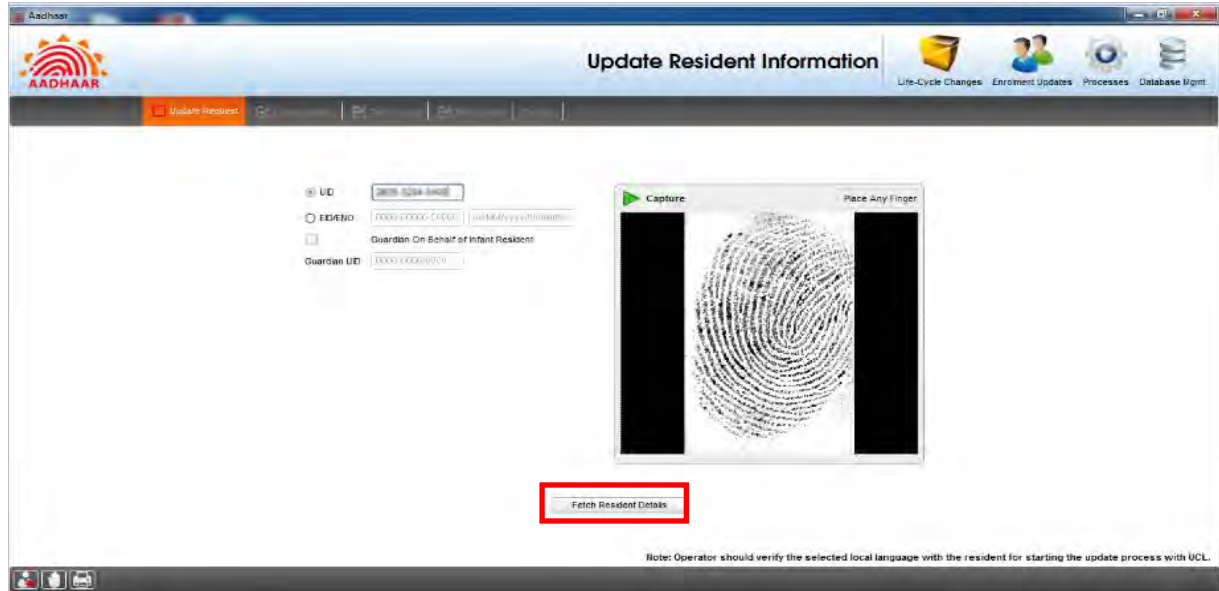 Aadhaar
AADHAAR
Update Resident Information
Life-Cycle Changes
Enrolment Updates
Processes
Database Mgmt
Update Request
UID
EID/ENO
Guardian On Behalf of Infant Resident
Guardian UID
Capture
Place Any Finger
Fetch Resident Details
Note: Operator should verify the selected local language with the resident for starting the update process with UCL.